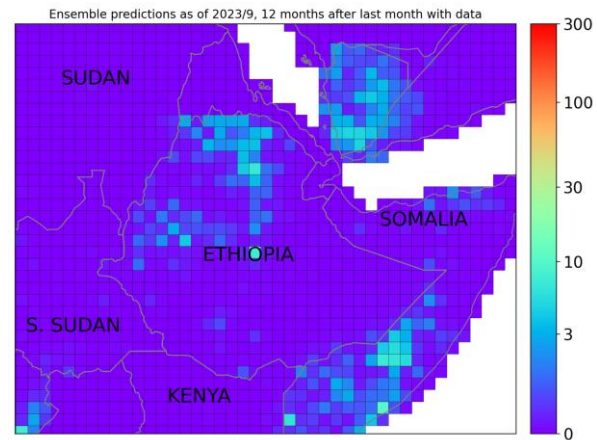 Ensemble predictions as of 2023/9, 12 months after last month with data
300
SUDAN
100
30
SOMALIA
ETHIOPIA
10
S. SUDAN
3
KENYA
0